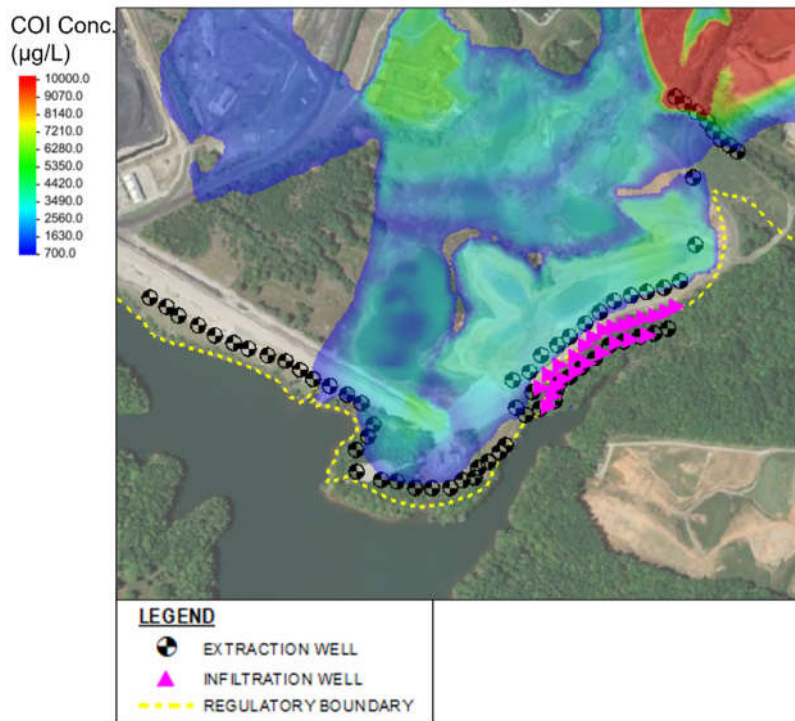 COI Conc.
(µg/L)
10000.0
9070.0
8140.0
7210.0
6280.0
5350.0
4420.0
3490.0
2560.0
1630.0
700.0
LEGEND
EXTRACTION WELL
INFILTRATION WELL
REGULATORY BOUNDARY